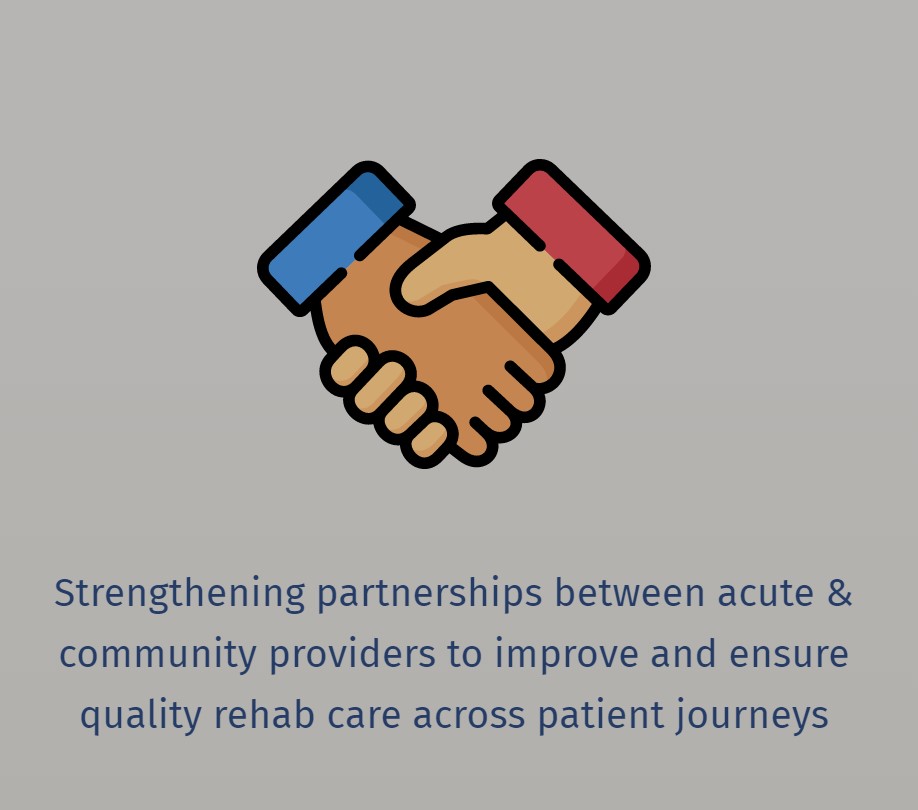 Strengthening partnerships between acute &
community providers to improve and ensure
quality rehab care across patient journeys